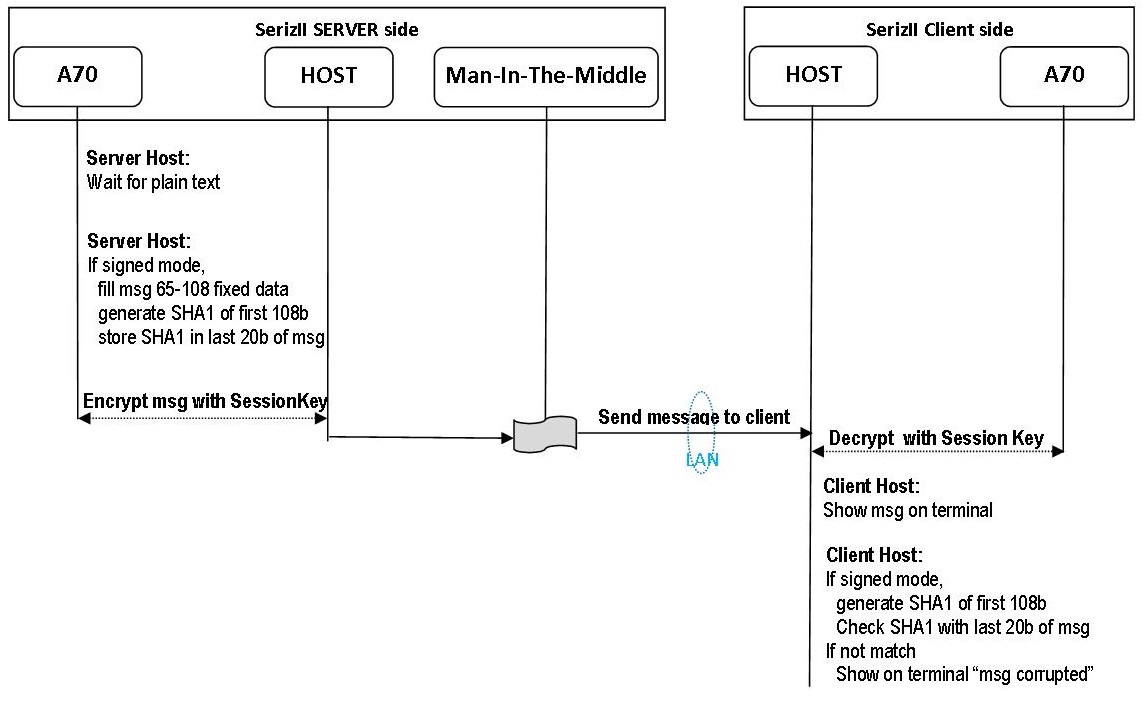 SerizII SERVER side
SerizII Client side
A70
HOST
Man-In-The-Middle
HOST
A70
Server Host:
Wait for plain text
Server Host:
If signed mode,
fill msg 65-108 fixed data
generate SHA1 of first 108b
store SHA1 in last 20b of msg
Encrypt msg with SessionKey
Send message to client
LAN
Decrypt with Session Key
Client Host:
Show msg on terminal
Client Host:
If signed mode,
generate SHA1 of first 108b
Check SHA1 with last 20b of msg
If not match
Show on terminal “msg corrupted”